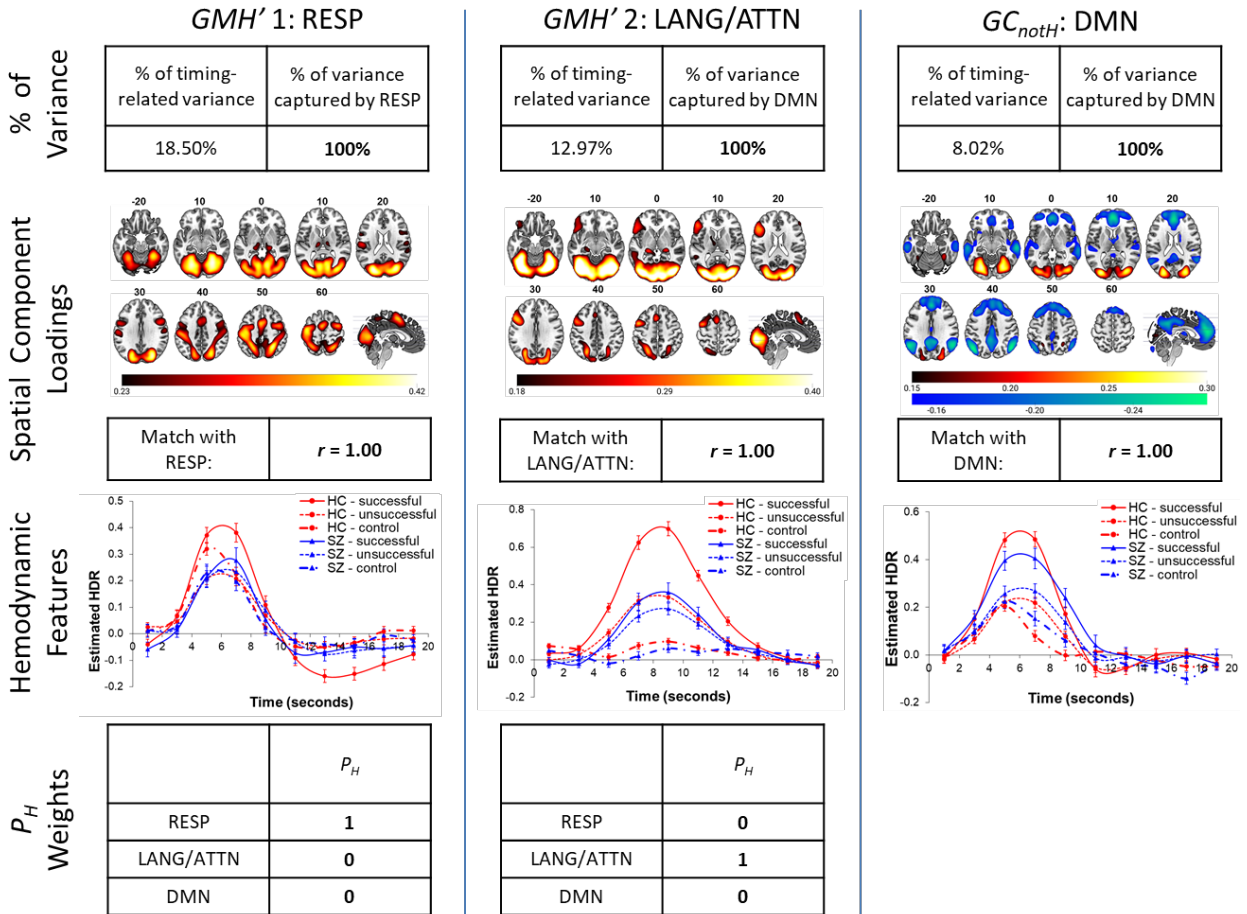 GMH' 1: RESP
GMH' 2: LANG/ATTN
GCnotH: DMN
% of
Variance
% of timing-
related variance
% of variance
captured by RESP
18.50%
100%
% of timing-
related variance
% of variance
captured by DMN
12.97%
100%
% of timing-
related variance
% of variance
captured by DMN
8.02%
100%
Spatial Component
Loadings
-20 10 0 10 20
30 40 50 60
0.23 0.42
Match with
RESP:
r = 1.00
-20 10 0 10 20
30 40 50 60
0.18 0.29 0.40
Match with
LANG/ATTN:
r = 1.00
-20 10 0 10 20
30 40 50 60
0.15 0.20 0.25 0.30
-0.16 -0.20 -0.24
Match with
DMN:
r = 1.00
Hemodynamic
Features
Estimated HDR
0.5
0.4
0.3
0.2
0.1
0.0
-0.1
-0.2
HC - successful
HC - unsuccessful
HC - control
SZ - successful
SZ - unsuccessful
SZ - control
0 2 4 6 8 10 12 14 16 18 20
Time (seconds)
Estimated HDR
0.8
0.6
0.4
0.2
0.0
-0.2
HC - successful
HC - unsuccessful
HC - control
SZ - successful
SZ - unsuccessful
SZ - control
0 2 4 6 8 10 12 14 16 18 20
Time (seconds)
Estimated HDR
0.6
0.4
0.2
0.0
-0.2
HC - successful
HC - unsuccessful
HC - control
SZ - successful
SZ - unsuccessful
SZ - control
0 2 4 6 8 10 12 14 16 18 20
Time (seconds)
PH
Weights
PH
RESP 1
LANG/ATTN 0
DMN 0
PH
RESP 0
LANG/ATTN 1
DMN 0